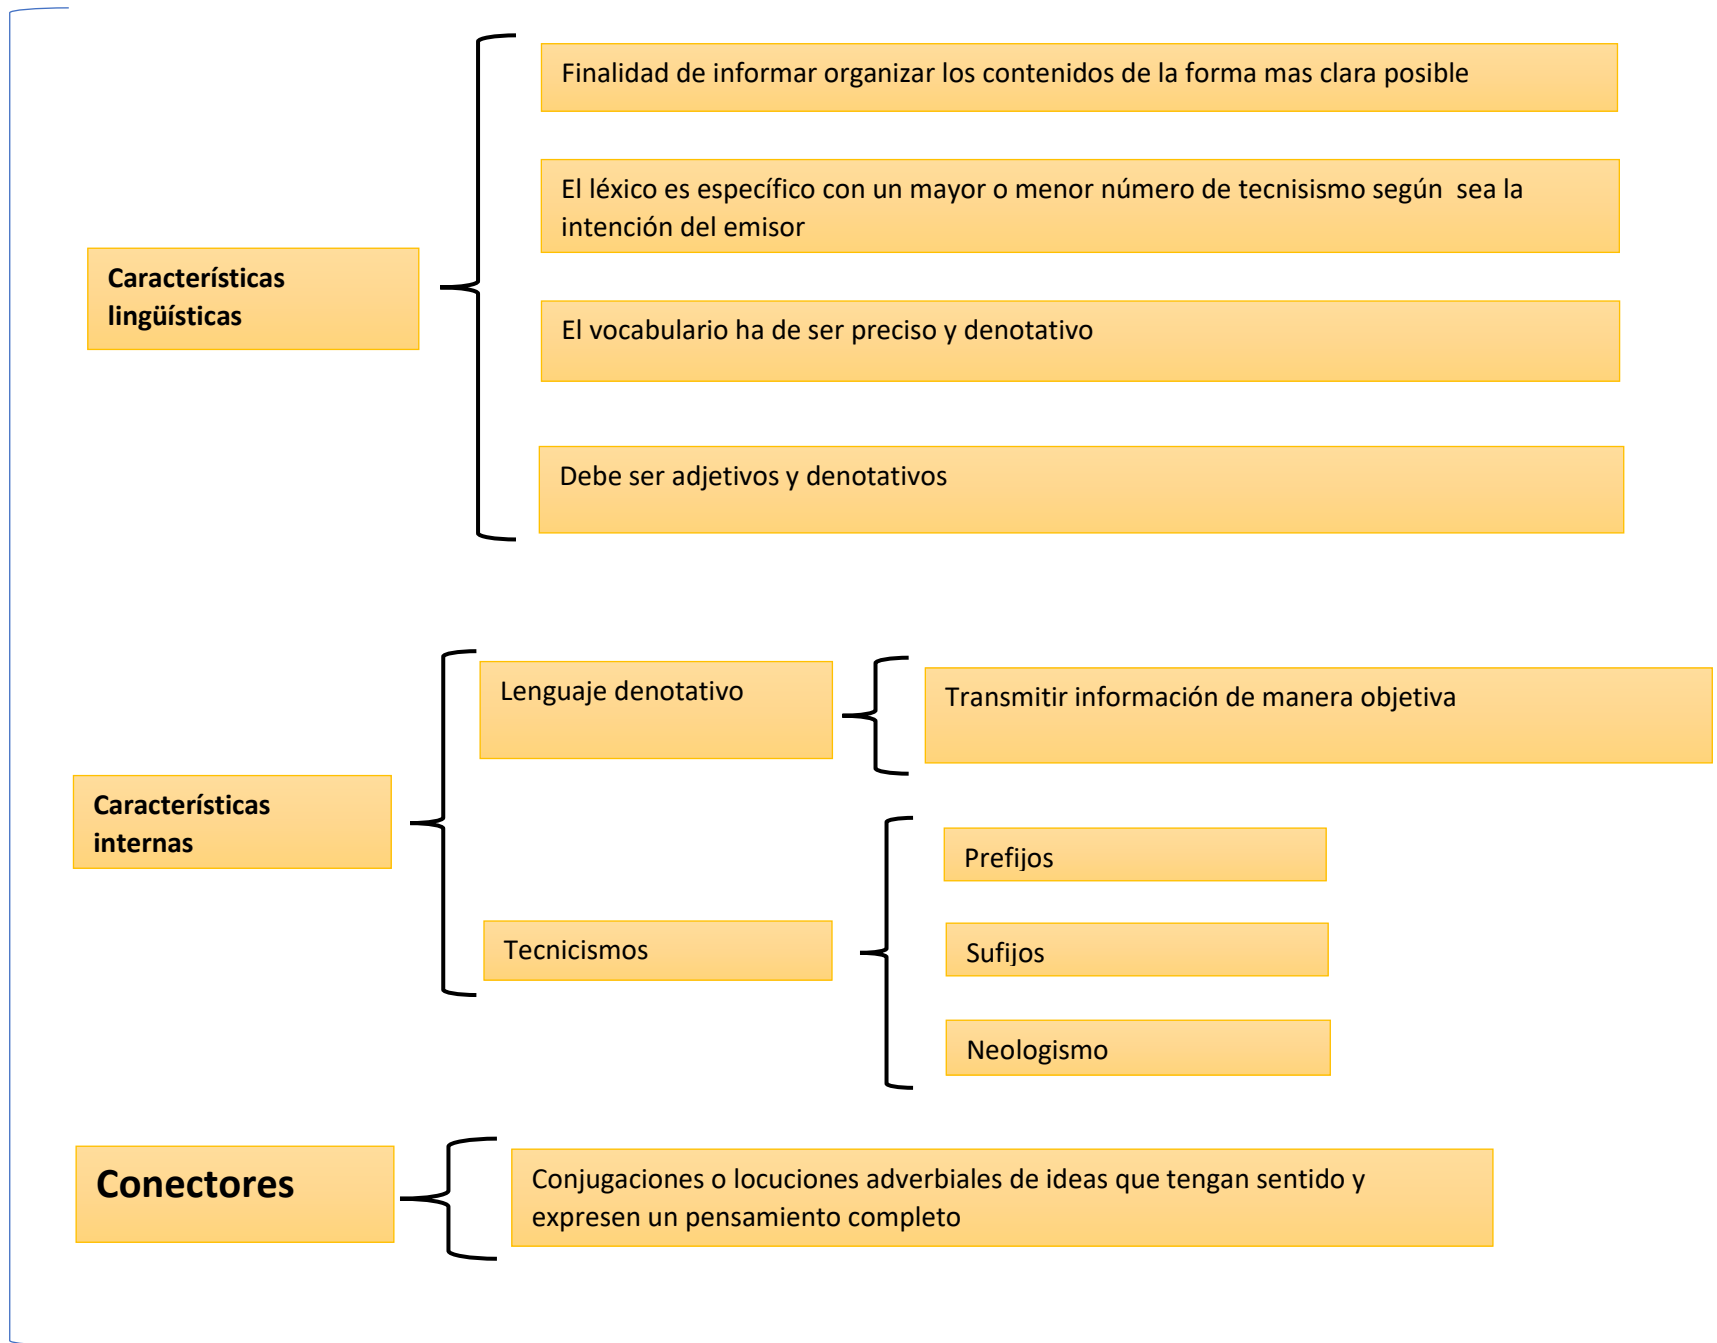 Finalidad de informar organizar los contenidos de la forma mas clara posible
El léxico es específico con un mayor o menor número de tecnisismo según  sea la
intención del emisor
Características
lingüísticas
El vocabulario ha de ser preciso y denotativo
Debe ser adjetivos y denotativos
Lenguaje denotativo
Transmitir información de manera objetiva
Características
internas
Prefijos
Tecnicismos
Sufijos
Neologismo
Conectores
Conjugaciones o locuciones adverbiales de ideas que tengan sentido y
expresen un pensamiento completo